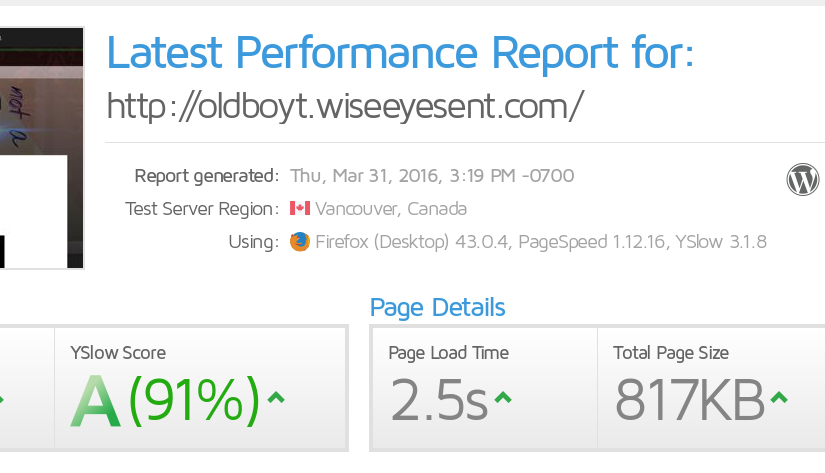 Latest Performance Report for:
http://oldboyt.wiseeyesent.com/
Report generated: Thu, Mar 31, 2016, 3:19 PM -0700
Test Server Region: Vancouver, Canada
Using: Firefox (Desktop) 43.0.4, PageSpeed 1.12.16, YSlow 3.1.8
Page Details
YSlow Score
A (91%)
Page Load Time
2.5s
Total Page Size
817KB